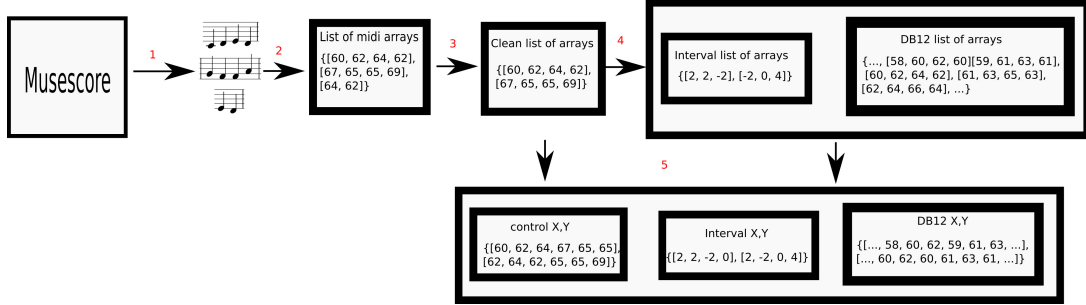 Musescore
1
2
List of midi arrays
{[60, 62, 64, 62],
[67, 65, 65, 69],
[64, 62]}
3
Clean list of arrays
{[60, 62, 64, 62],
[67, 65, 65, 69]}
4
Interval list of arrays
{[2, 2, -2], [-2, 0, 4]}
DB12 list of arrays
{..., [58, 60, 62, 60][59, 61, 63, 61],
[60, 62, 64, 62], [61, 63, 65, 63],
[62, 64, 66, 64], ...}
5
control X,Y
{[60, 62, 64, 67, 65, 65],
[62, 64, 62, 65, 65, 69]}
Interval X,Y
{[2, 2, -2, 0], [2, -2, 0, 4]}
DB12 X,Y
{[..., 58, 60, 62, 59, 61, 63, ...],
[..., 60, 62, 60, 61, 63, 61, ...]}